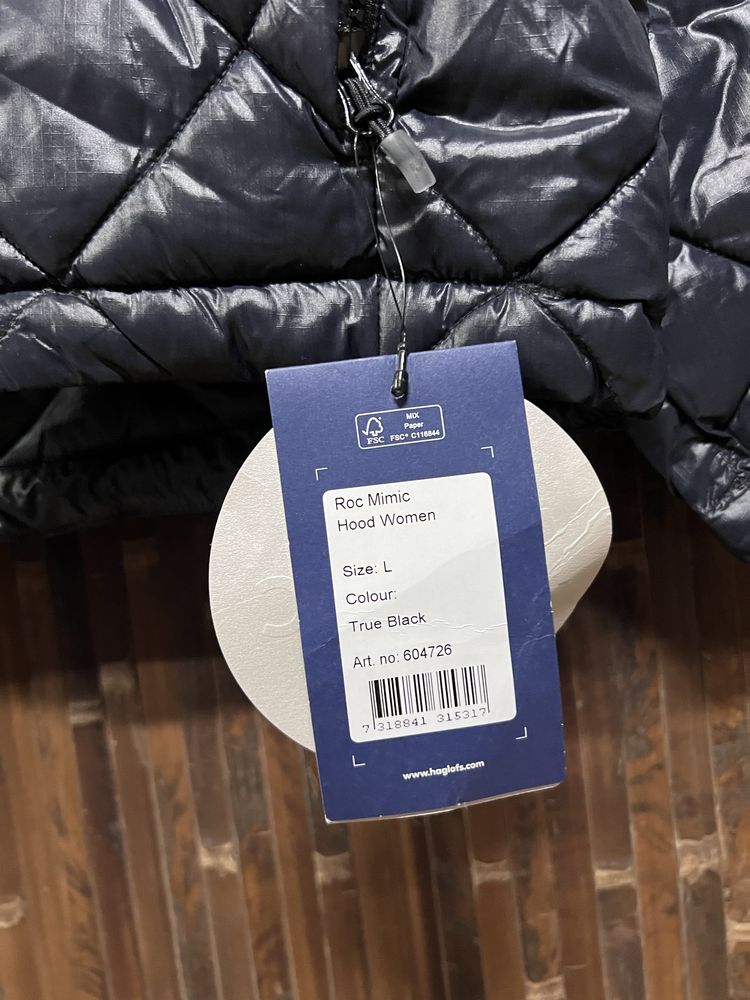 MIX
Paper
FSC
FSC® C116844
Roc Mimic
Hood Women
Size: L
Colour:
True Black
Art. no: 604726
7 318841 315317
www.haglofs.com